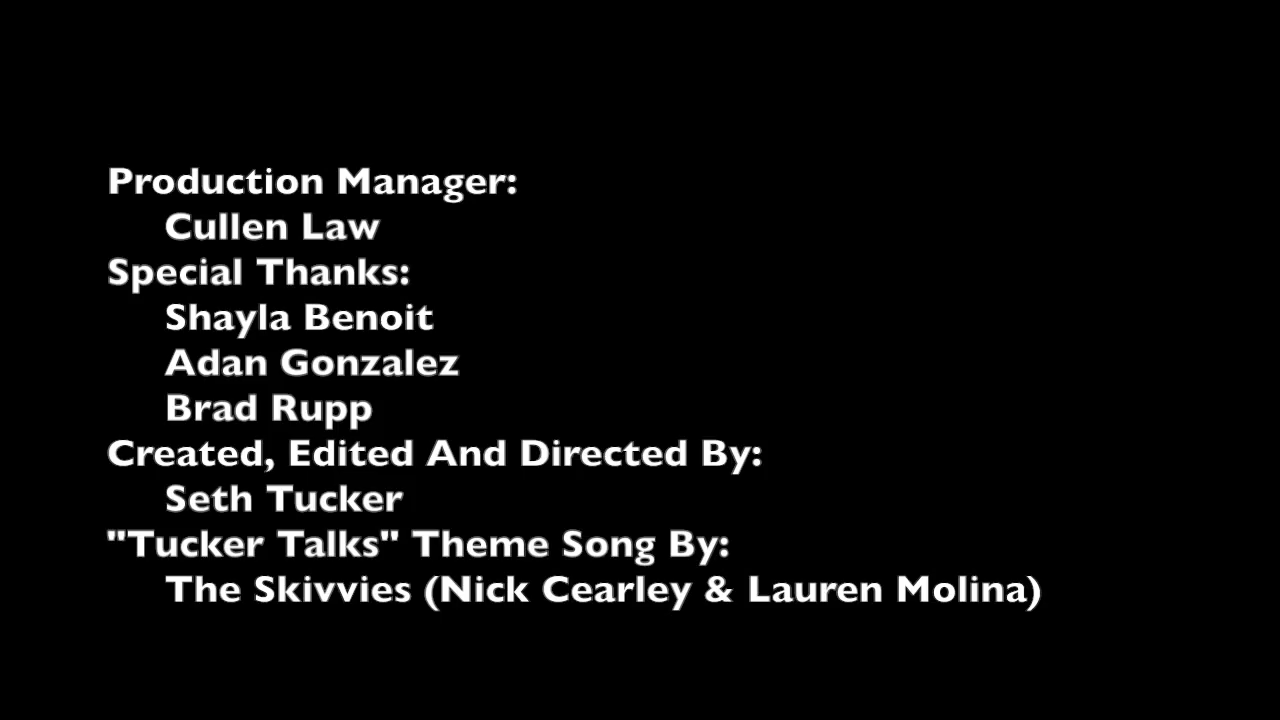 Production Manager:
Cullen Law
Special Thanks:
Shayla Benoit
Adan Gonzalez
Brad Rupp
Created, Edited And Directed By:
Seth Tucker
"Tucker Talks" Theme Song By:
The Skivvies (Nick Cearley & Lauren Molina)